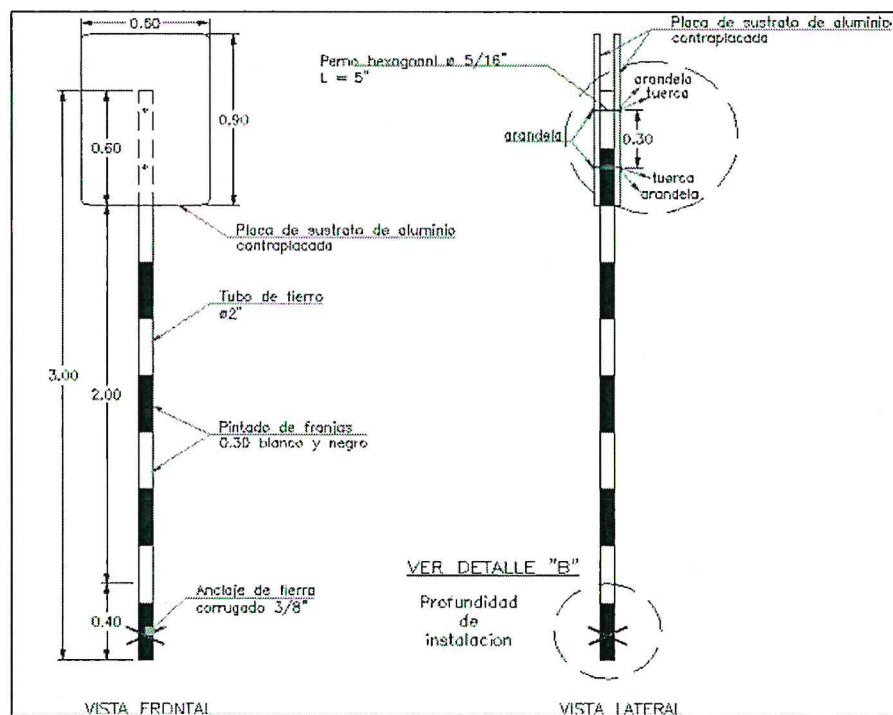 0.60
0.90
0.60
3.00
2.00
0.40
Placa de sustrato de aluminio
contraplacada
Tubo de fierro
ø2"
Pintado de franjas
0.30 blanco y negro
Anclaje de fierro
corrugado 3/8"
VISTA FRONTAL
Placa de sustrato de aluminio
contraplacada
Perno hexagonal ø 5/16"
L = 5"
arandela
tuerca
arandela
0.30
tuerca
arandela
VER DETALLE "B"
Profundidad
de
instalacion
VISTA LATERAL